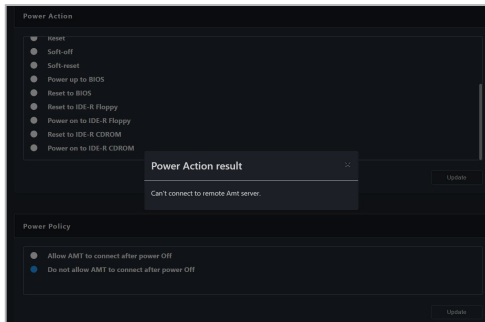 Power Action
Reset
Soft-off
Soft-reset
Power up to BIOS
Reset to BIOS
Reset to IDE-R Floppy
Power on to IDE-R Floppy
Reset to IDE-R CDROM
Power on to IDE-R CDROM
Power Action result
Can't connect to remote Amt server.
Update
Power Policy
Allow AMT to connect after power Off
Do not allow AMT to connect after power Off
Update